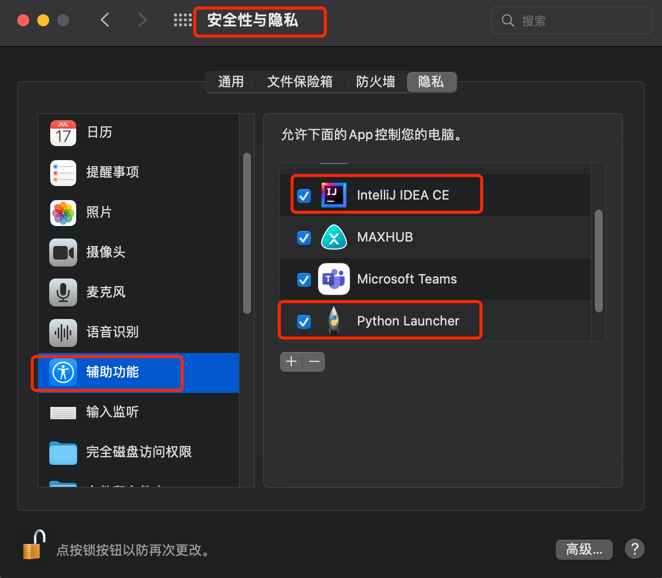 安全性与隐私
搜索
通用
文件保险箱
防火墙
隐私
JUL
17
日历
提醒事项
照片
摄像头
麦克风
语音识别
辅助功能
输入监听
完全磁盘访问权限
允许下面的App控制您的电脑。
IJ
IntelliJ IDEA CE
MAXHUB
Microsoft Teams
Python Launcher
点按锁按钮以防再次更改。
高级...
?